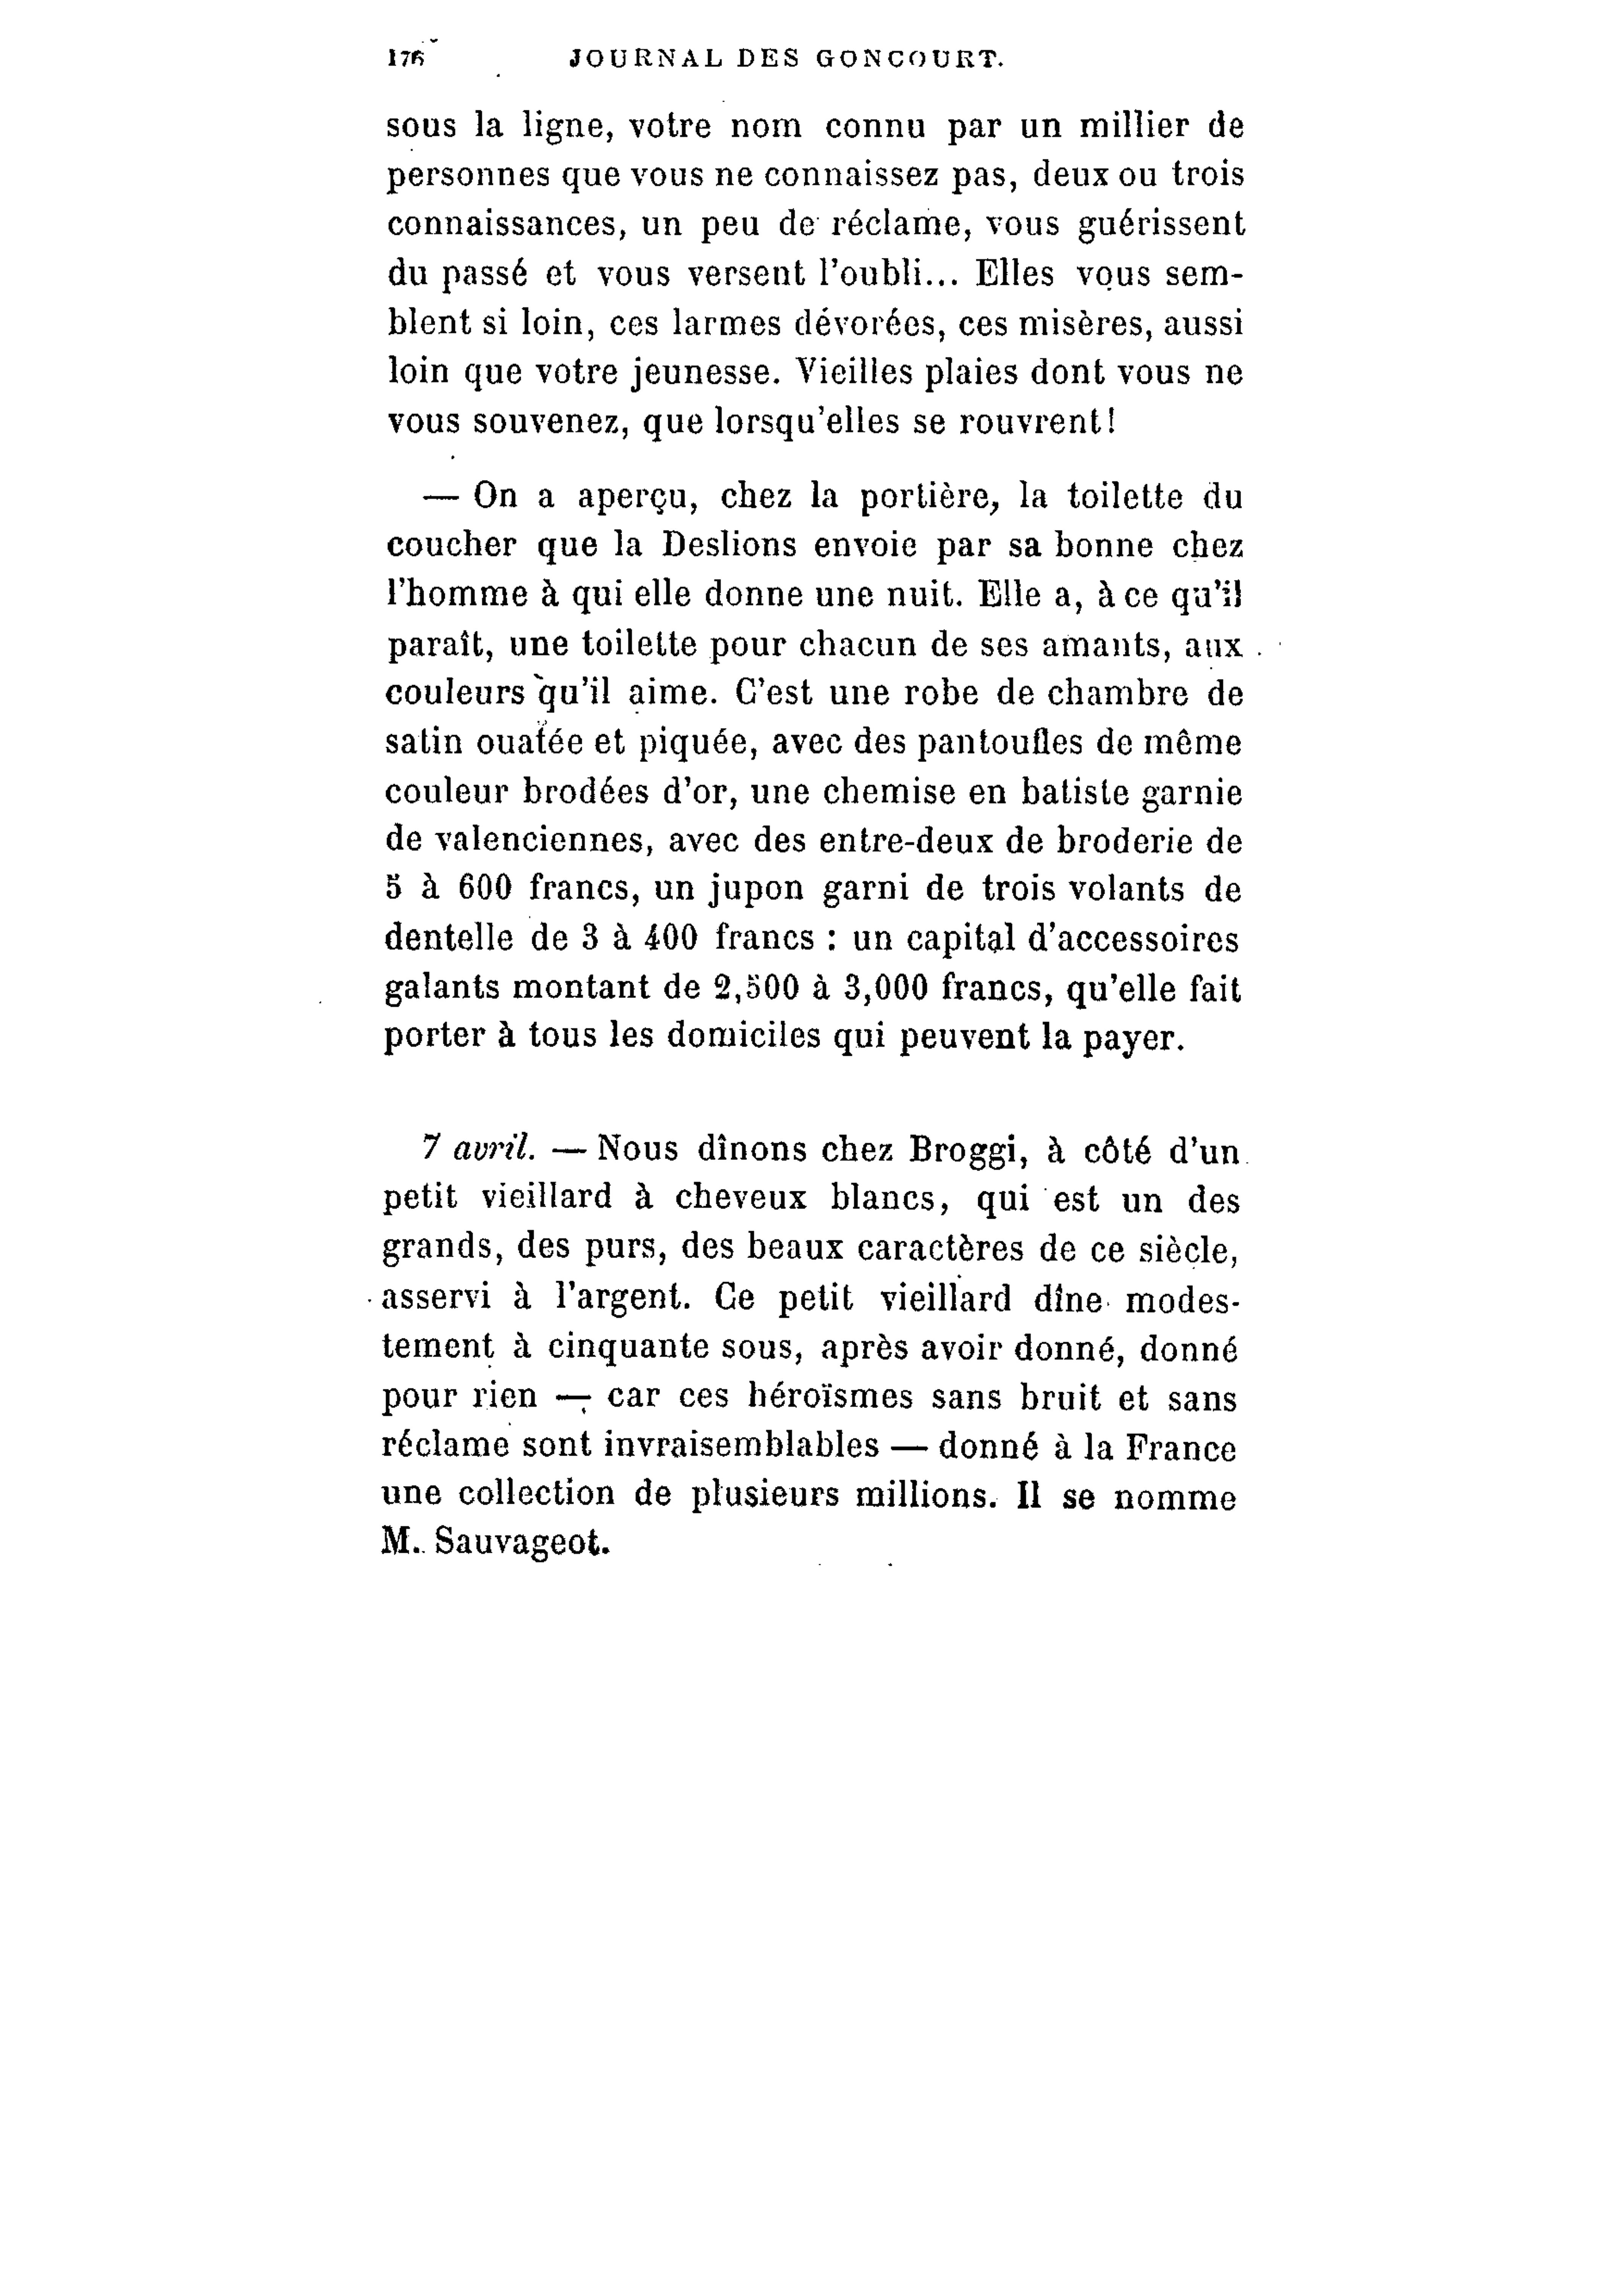 176 JOURNAL DES GONCOURT.
sous la ligne, votre nom connu par un millier de
personnes que vous ne connaissez pas, deux ou trois
connaissances, un peu de réclame, vous guérissent
du passé et vous versent l'oubli... Elles vous sem-
blent si loin, ces larmes dévorées, ces misères, aussi
loin que votre jeunesse. Vieilles plaies dont vous ne
vous souvenez, que lorsqu'elles se rouvrent!
— On a aperçu, chez la portière, la toilette du
coucher que la Deslions envoie par sa bonne chez
l'homme à qui elle donne une nuit. Elle a, à ce qu'il
paraît, une toilette pour chacun de ses amants, aux
couleurs qu'il aime. C'est une robe de chambre de
satin ouatée et piquée, avec des pantoufles de même
couleur brodées d'or, une chemise en batiste garnie
de valenciennes, avec des entre-deux de broderie de
5 à 600 francs, un jupon garni de trois volants de
dentelle de 3 à 400 francs : un capital d'accessoires
galants montant de 2,500 à 3,000 francs, qu'elle fait
porter à tous les domiciles qui peuvent la payer.
7 avril. — Nous dînons chez Broggi, à côté d'un
petit vieillard à cheveux blancs, qui est un des
grands, des purs, des beaux caractères de ce siècle,
asservi à l'argent. Ce petit vieillard dîne modes-
tement à cinquante sous, après avoir donné, donné
pour rien — car ces héroïsmes sans bruit et sans
réclame sont invraisemblables — donné à la France
une collection de plusieurs millions. Il se nomme
M. Sauvageot.